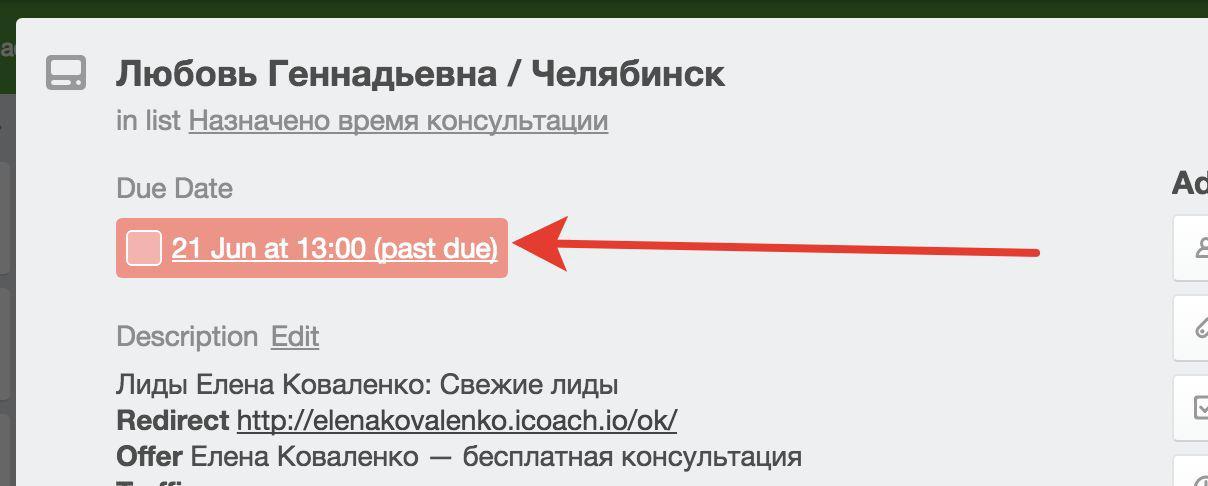 Любовь Геннадьевна / Челябинск
in list Назначено время консультации
Due Date
21 Jun at 13:00 (past due)
Description Edit
Лиды Елена Коваленко: Свежие лиды
Redirect http://elenakovalenko.icoach.io/ok/
Offer Елена Коваленко — бесплатная консультация